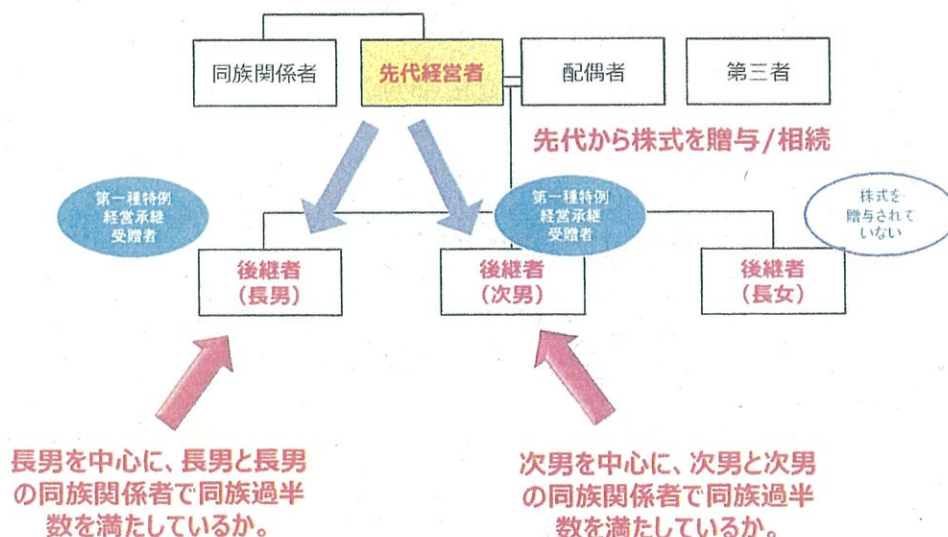 同族関係者
先代経営者
配偶者
第三者
先代から株式を贈与/相続
第一種特例
経営承継
受贈者
第一種特例
経営承継
受贈者
株式を
贈与されて
いない
後継者
(長男)
後継者
(次男)
後継者
(長女)
長男を中心に、長男と長男
の同族関係者で同族過半
数を満たしているか。
次男を中心に、次男と次男
の同族関係者で同族過半
数を満たしているか。